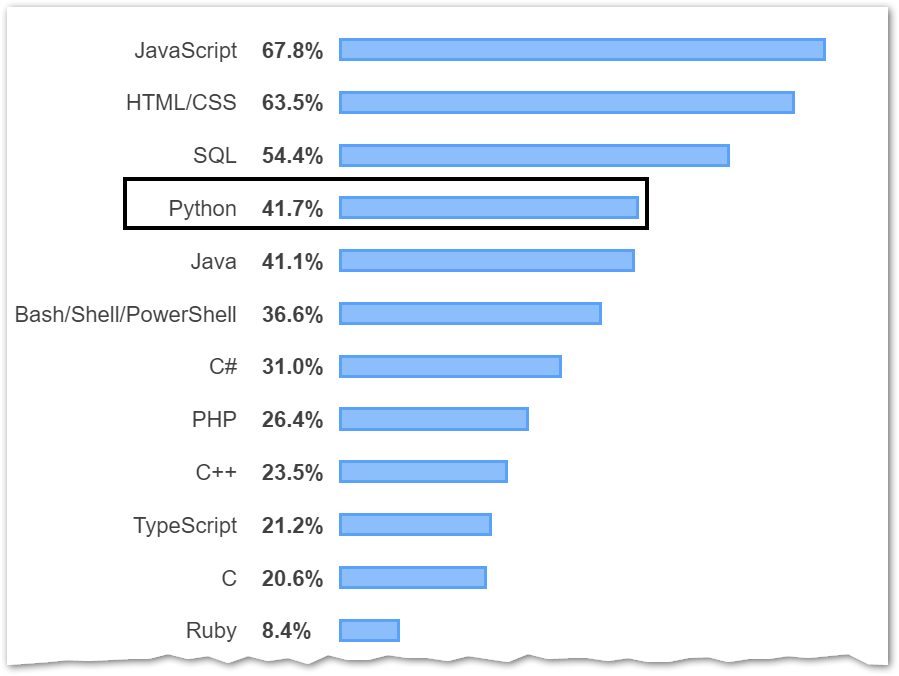 JavaScript 67.8%
HTML/CSS 63.5%
SQL 54.4%
Python 41.7%
Java 41.1%
Bash/Shell/PowerShell 36.6%
C# 31.0%
PHP 26.4%
C++ 23.5%
TypeScript 21.2%
C 20.6%
Ruby 8.4%